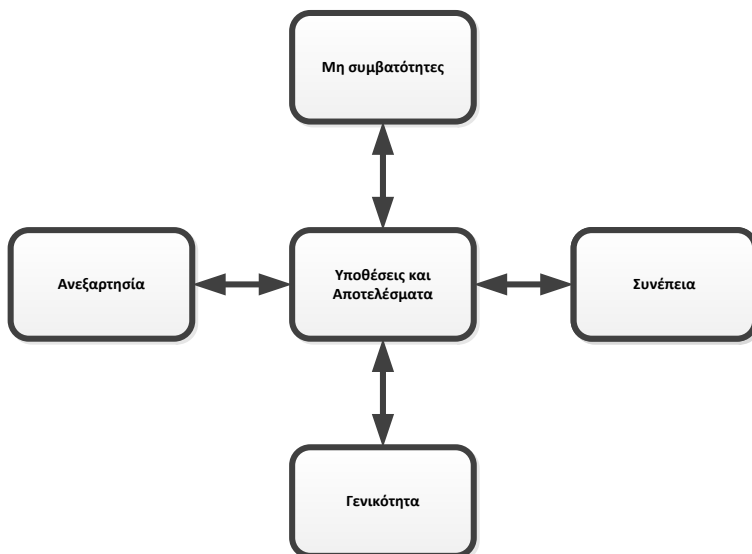 Μη συμβατότητες
Ανεξαρτησία
Υποθέσεις και
Αποτελέσματα
Συνέπεια
Γενικότητα